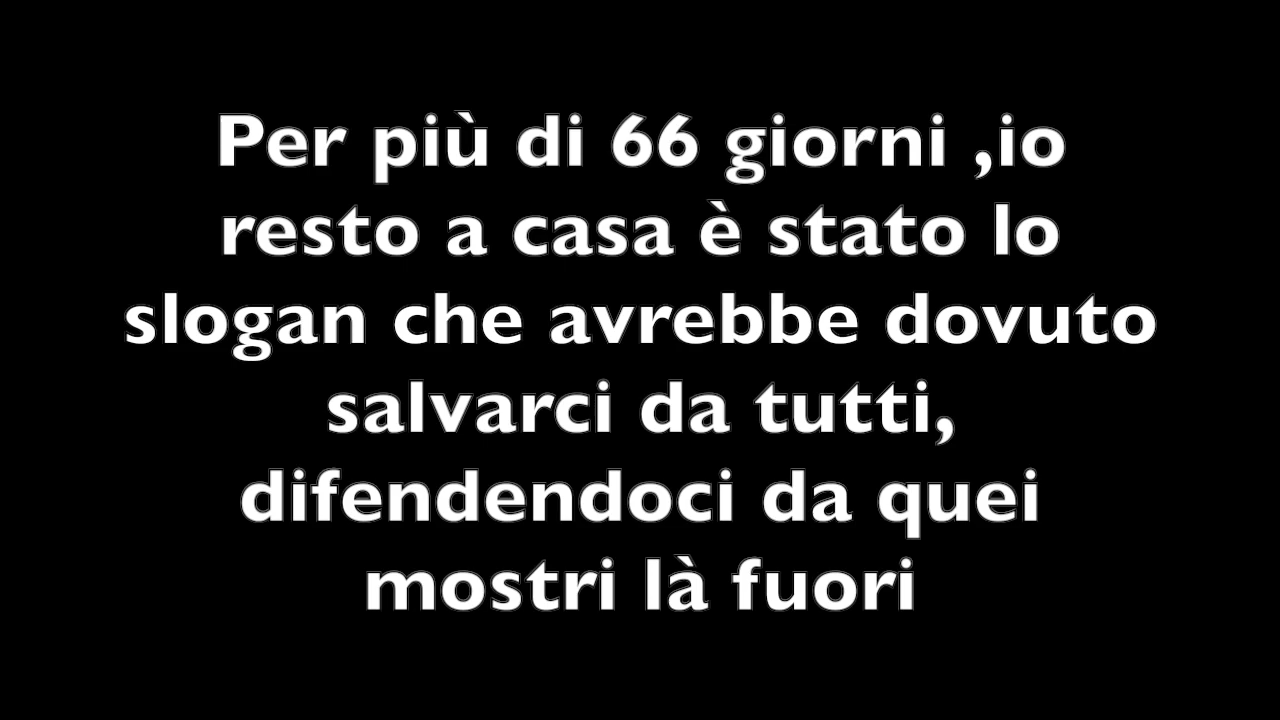 Per più di 66 giorni ,io
resto a casa è stato lo
slogan che avrebbe dovuto
salvarci da tutti,
difendendoci da quei
mostri là fuori